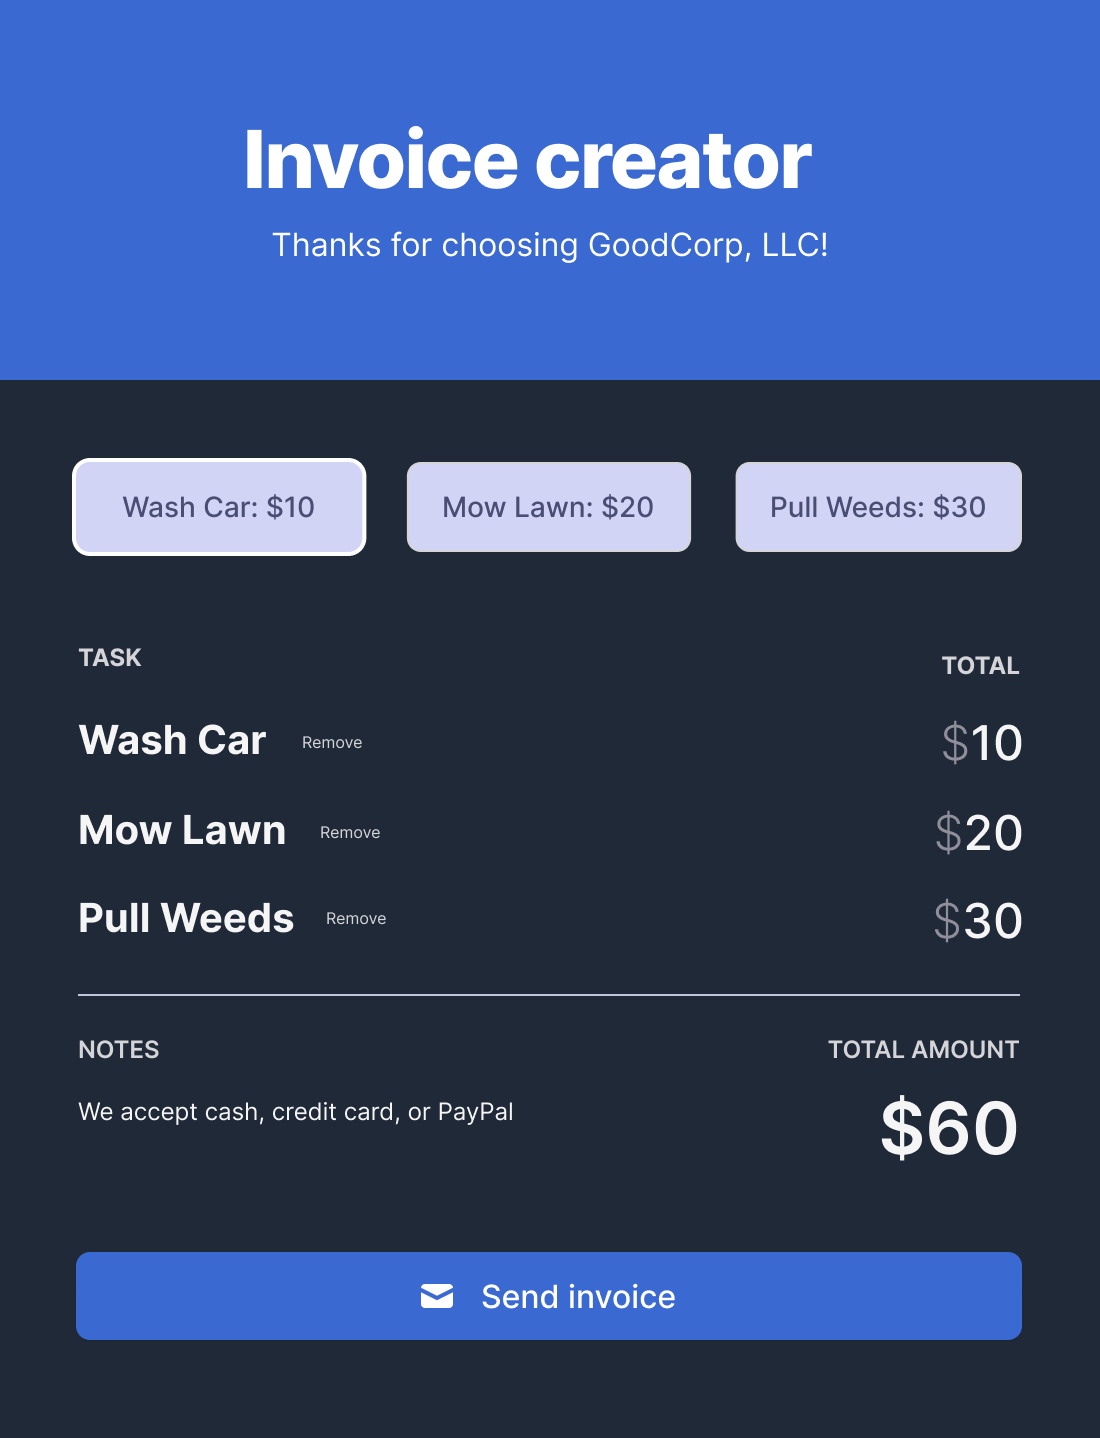 Invoice creator
Thanks for choosing GoodCorp, LLC!
Wash Car: $10
Mow Lawn: $20
Pull Weeds: $30
TASK
TOTAL
Wash Car Remove $10
Mow Lawn Remove $20
Pull Weeds Remove $30
NOTES
TOTAL AMOUNT
We accept cash, credit card, or PayPal
$60
Send invoice